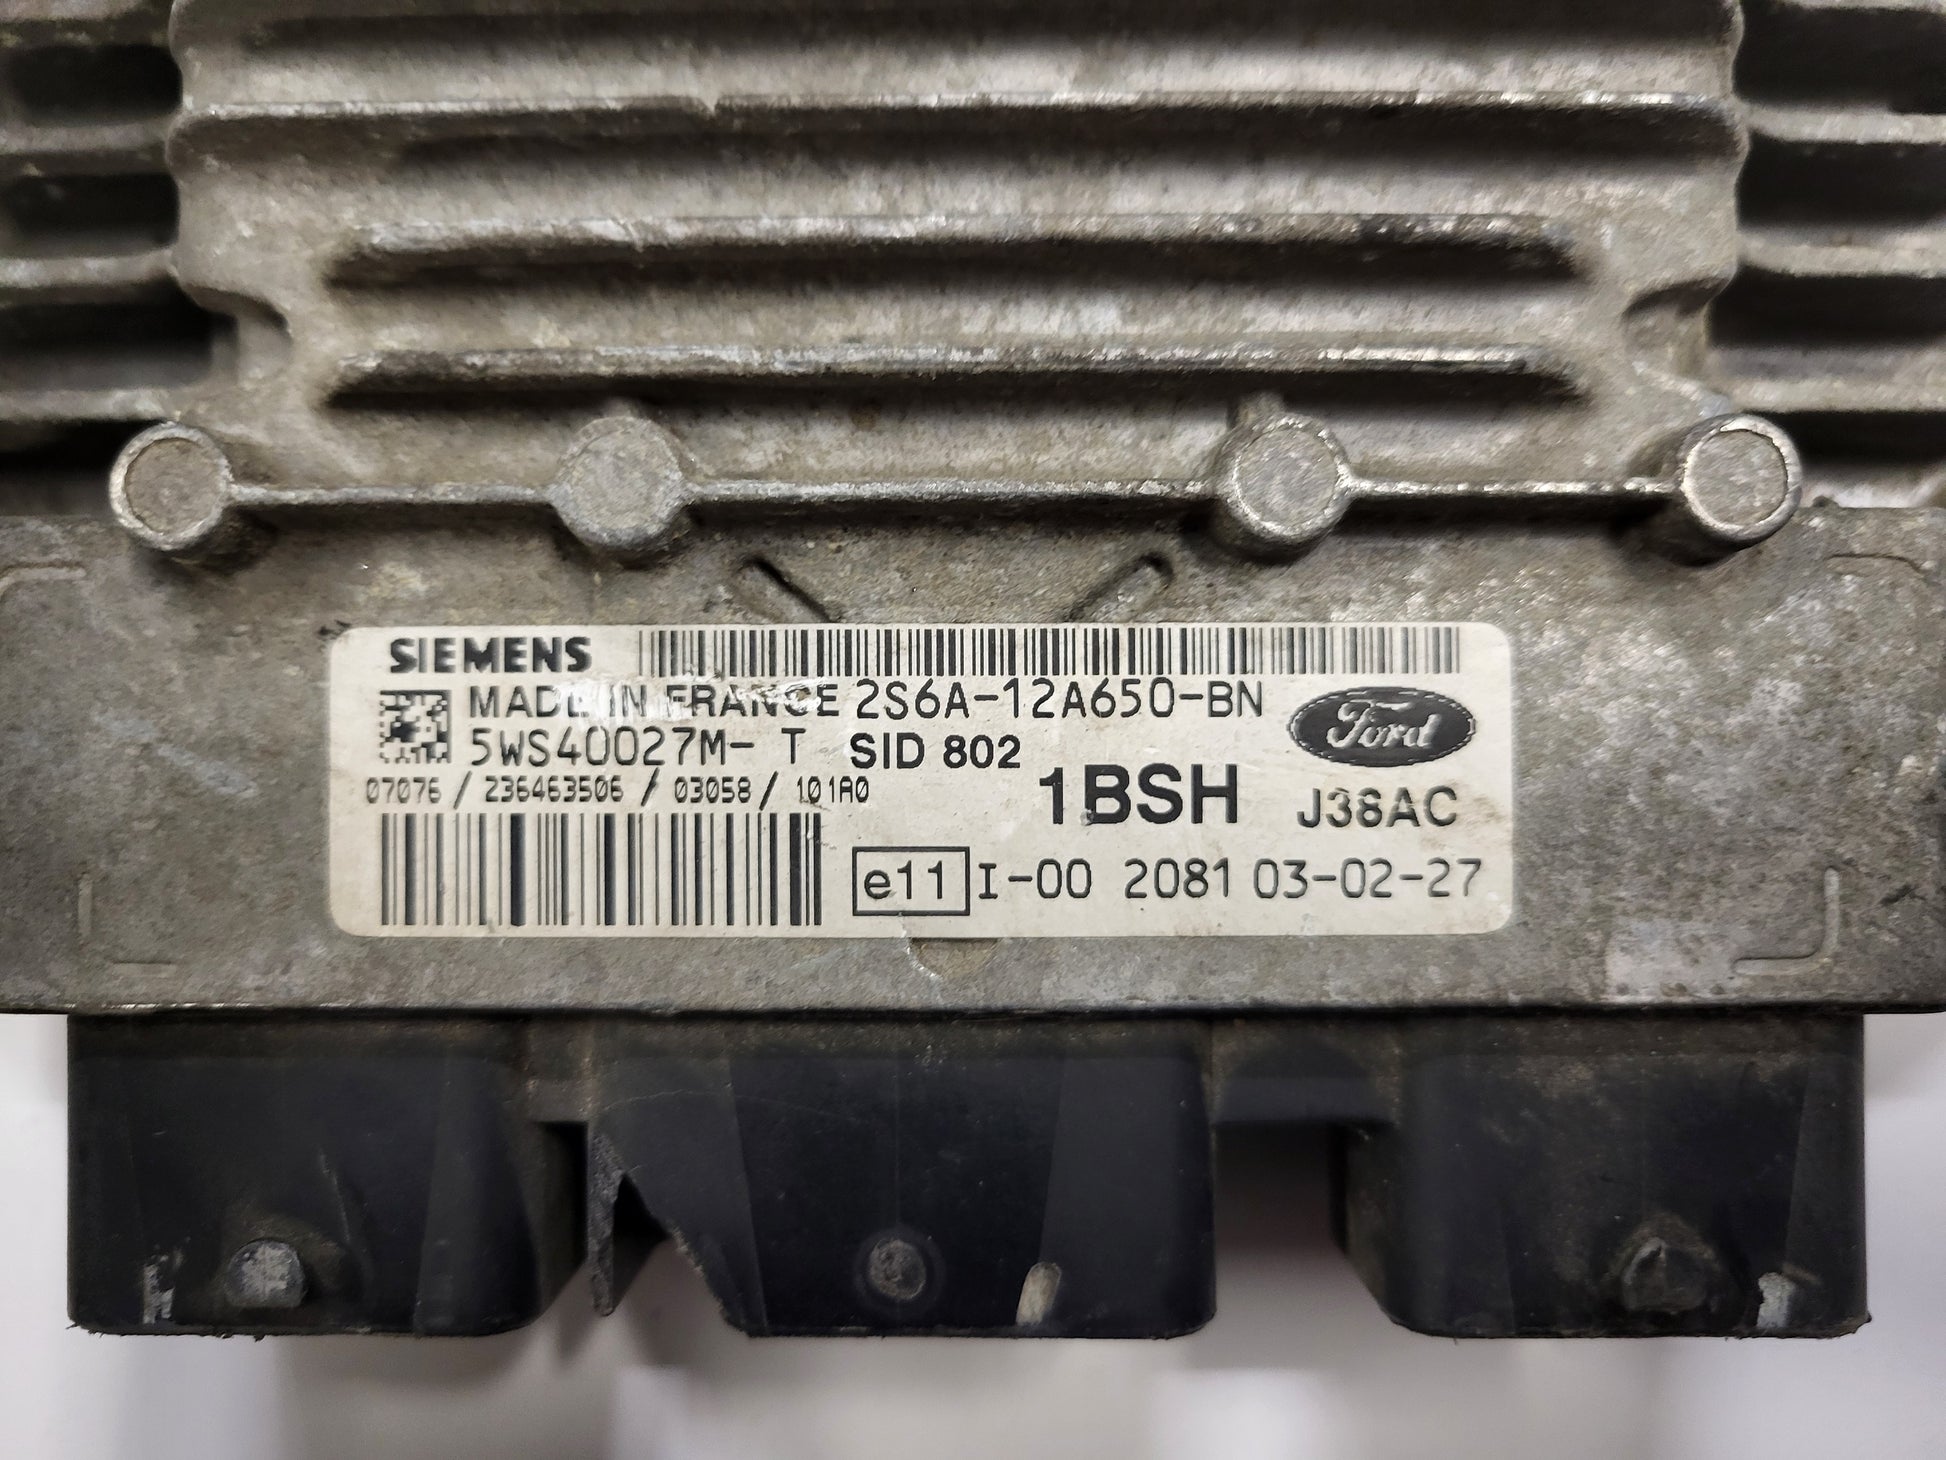 SIEMENS
MADE IN FRANCE 2S6A-12A650-BN
Ford
5WS40027M- T SID 802
07076 / 236463506 / 03058 / 101A0
1BSH J38AC
e11 I-00 2081 03-02-27